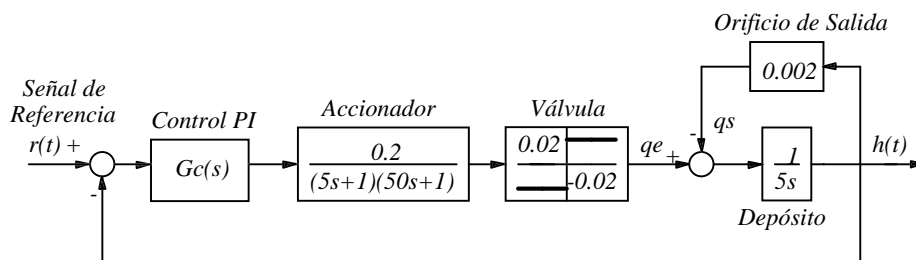 Orificio de Salida
0.002
Señal de
Referencia
r(t) +
-
Control PI
Gc(s)
Accionador
0.2
(5s+1)(50s+1)
Válvula
0.02
-0.02
qe
+
-
qs
1
5s
Depósito
h(t)